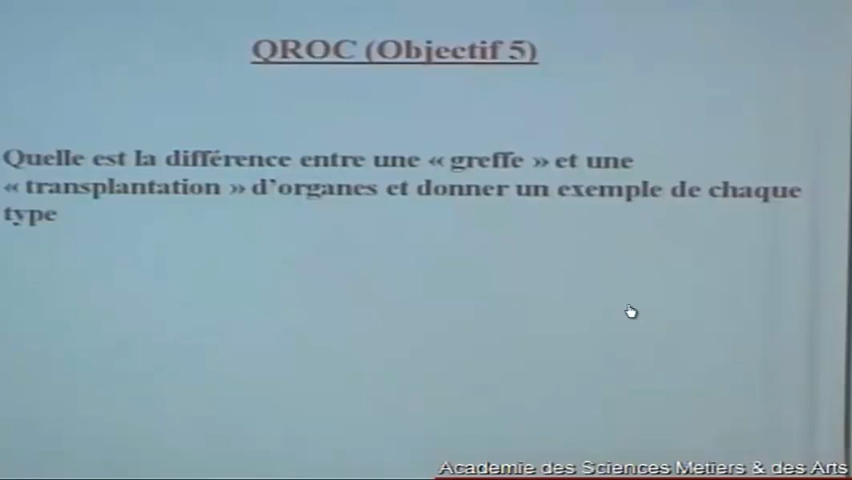 QROC (Objectif 5)
Quelle est la différence entre une « greffe » et une
« transplantation » d'organes et donner un exemple de chaque
type
Academie des Sciences Metiers & des Arts